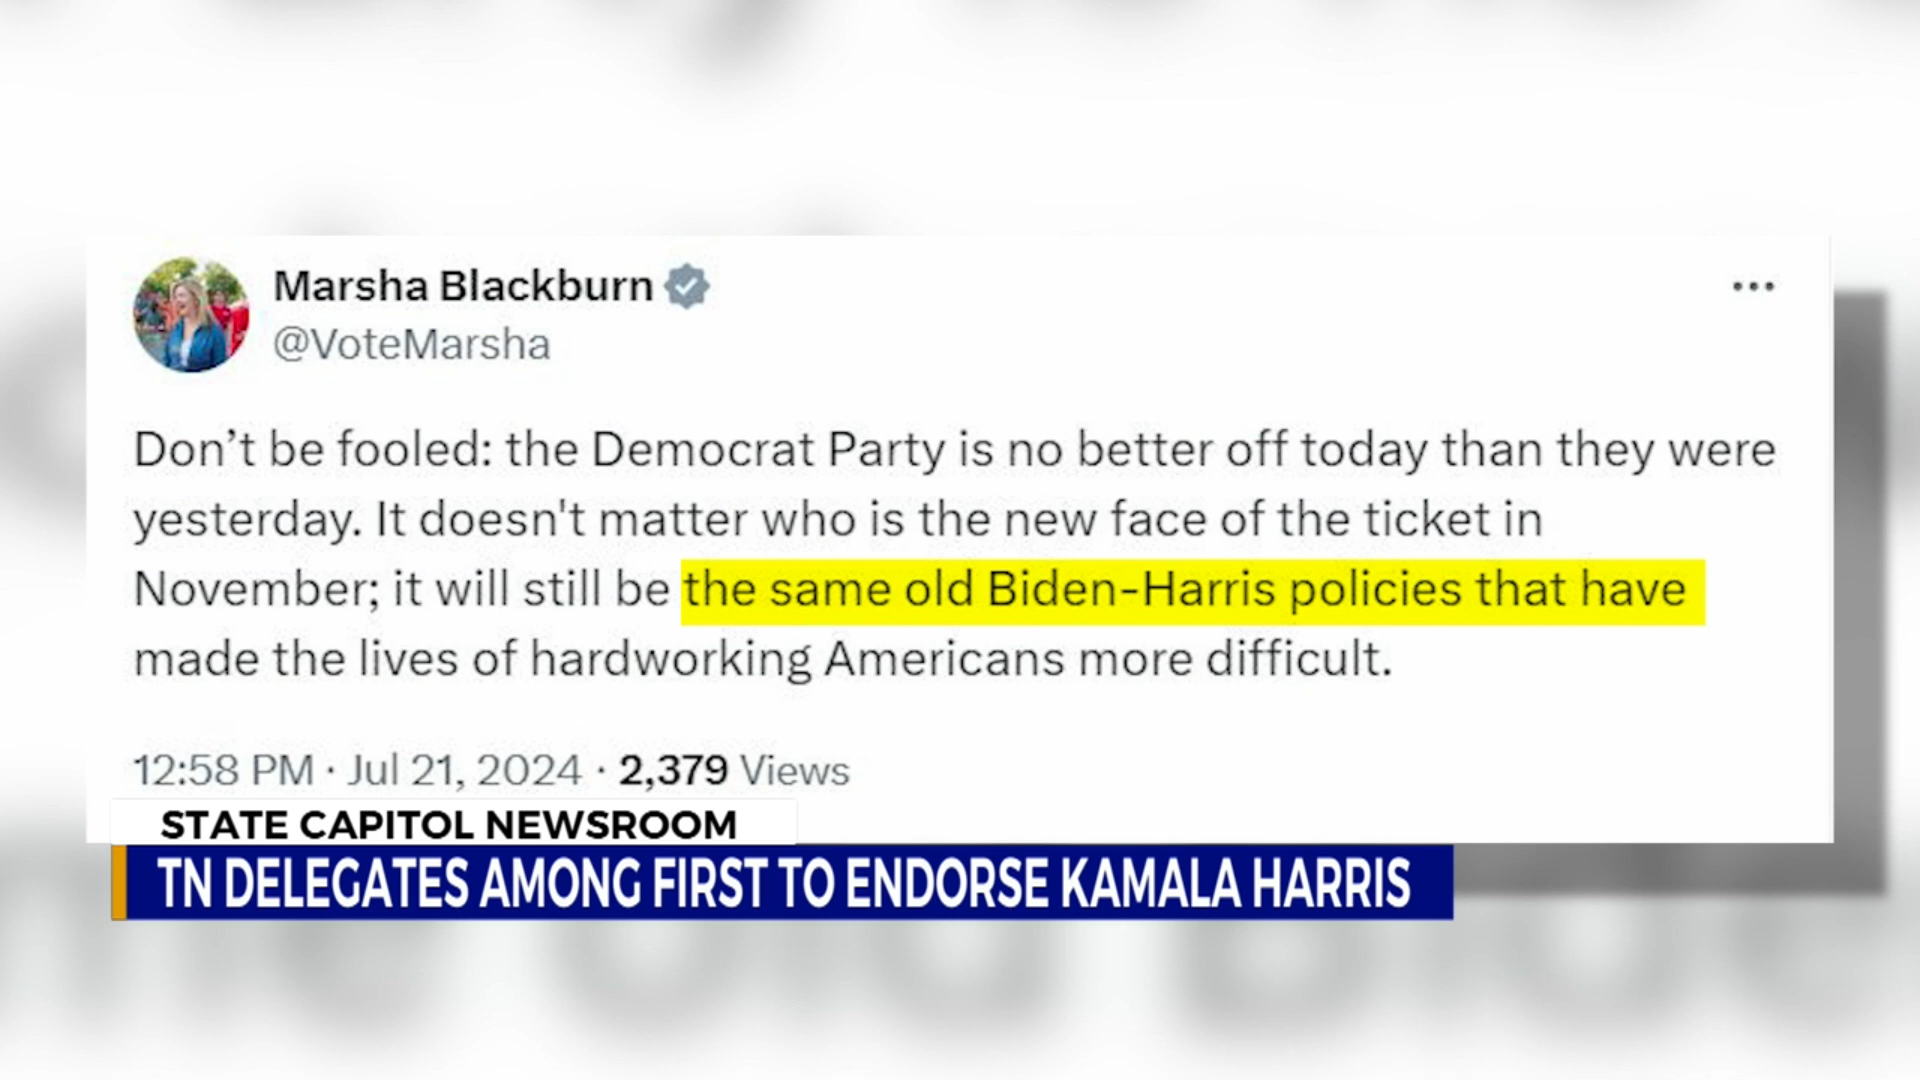 Marsha Blackburn
@VoteMarsha
Don’t be fooled: the Democrat Party is no better off today than they were
yesterday. It doesn't matter who is the new face of the ticket in
November; it will still be the same old Biden-Harris policies that have
made the lives of hardworking Americans more difficult.
12:58 PM · Jul 21, 2024 · 2,379 Views
STATE CAPITOL NEWSROOM
TN DELEGATES AMONG FIRST TO ENDORSE KAMALA HARRIS